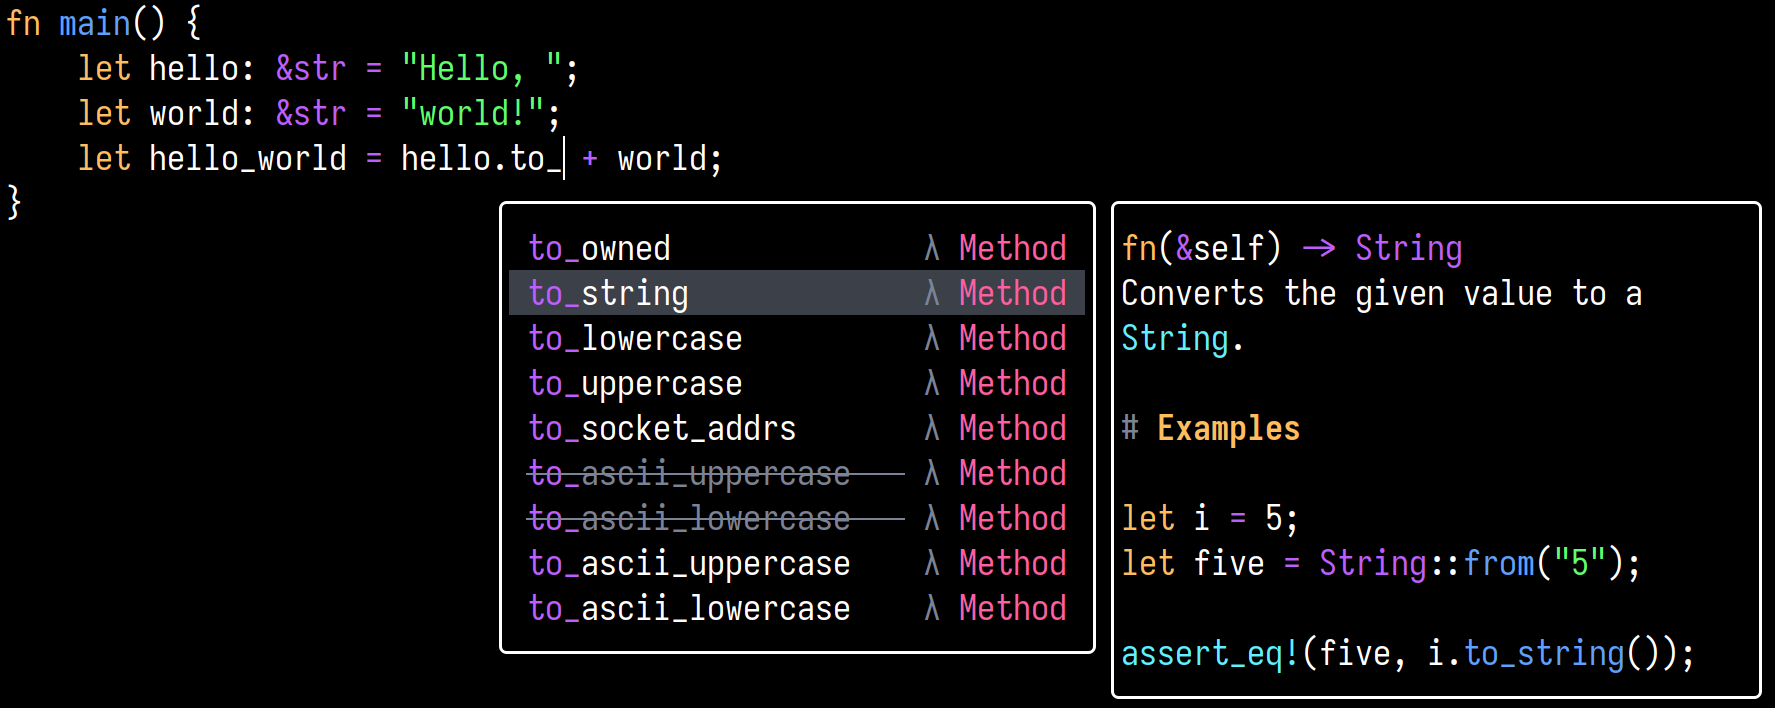 fn main() {
    let hello: &str = "Hello, ";
    let world: &str = "world!";
    let hello_world = hello.to_ + world;
}
to_owned λ Method
to_string λ Method
to_lowercase λ Method
to_uppercase λ Method
to_socket_addrs λ Method
to_ascii_uppercase λ Method
to_ascii_lowercase λ Method
to_ascii_uppercase λ Method
to_ascii_lowercase λ Method
fn(&self) -> String
Converts the given value to a
String.
# Examples
let i = 5;
let five = String::from("5");
assert_eq!(five, i.to_string());